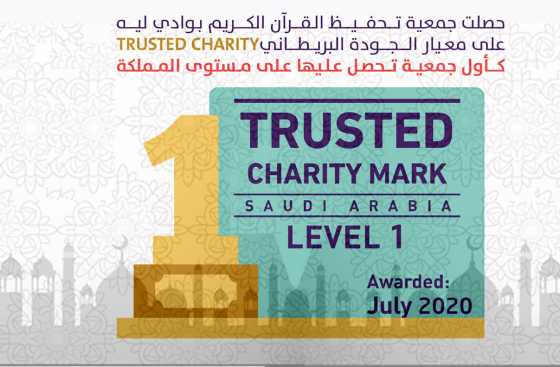 حصلت جمعية تحفيظ القرآن الكريم بوادي ليه
على معيار الجودة البريطاني TRUSTED CHARITY
كأول جمعية تحصل عليها على مستوى المملكة
1
TRUSTED
CHARITY MARK
SAUDI ARABIA
LEVEL 1
Awarded:
July 2020